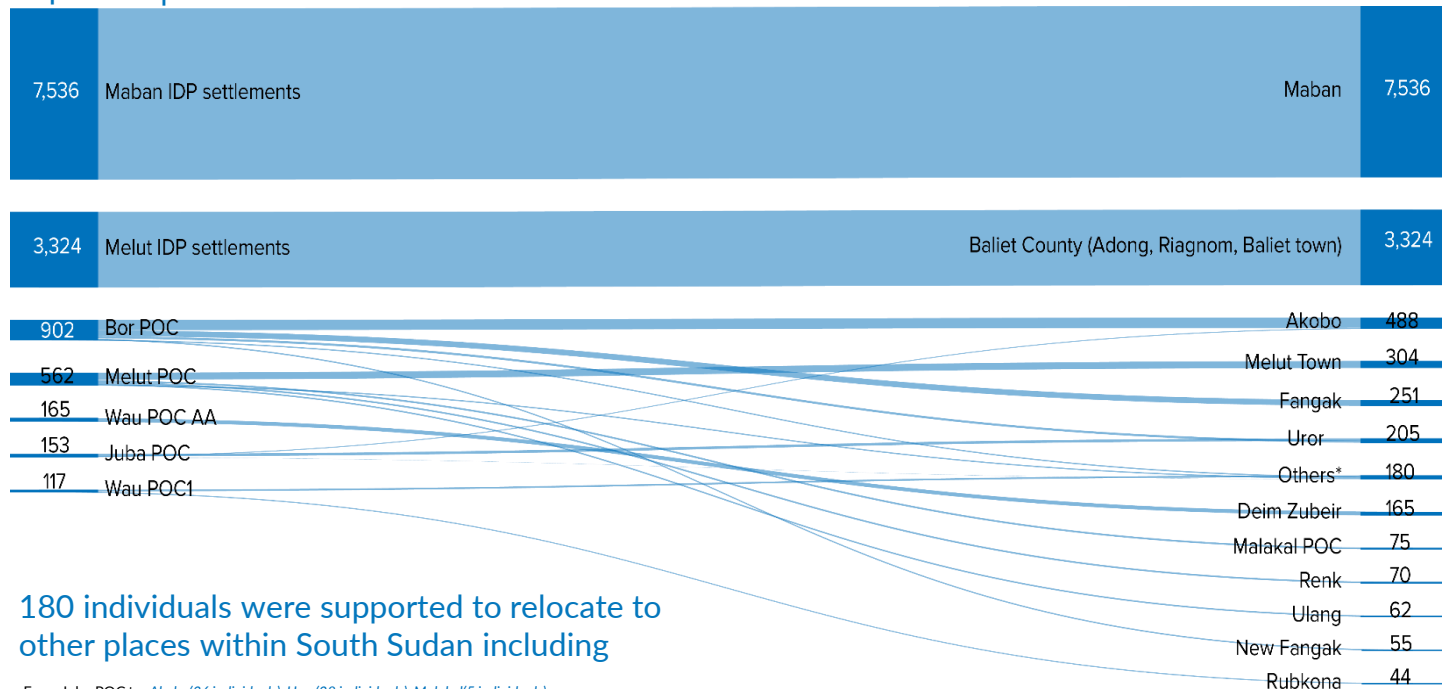 7,536 Maban IDP settlements Maban 7,536
3,324 Melut IDP settlements Baliet County (Adong, Riagnom, Baliet town) 3,324
902 Bor POC Akobo 488
562 Melut POC Melut Town 304
Fangak 251
165 Wau POC AA
Uror 205
153 Juba POC
Others* 180
117 Wau POC1
Deim Zubeir 165
Malakal POC 75
Renk 70
Ulang 62
New Fangak 55
Rubkona 44
180 individuals were supported to relocate to
other places within South Sudan including